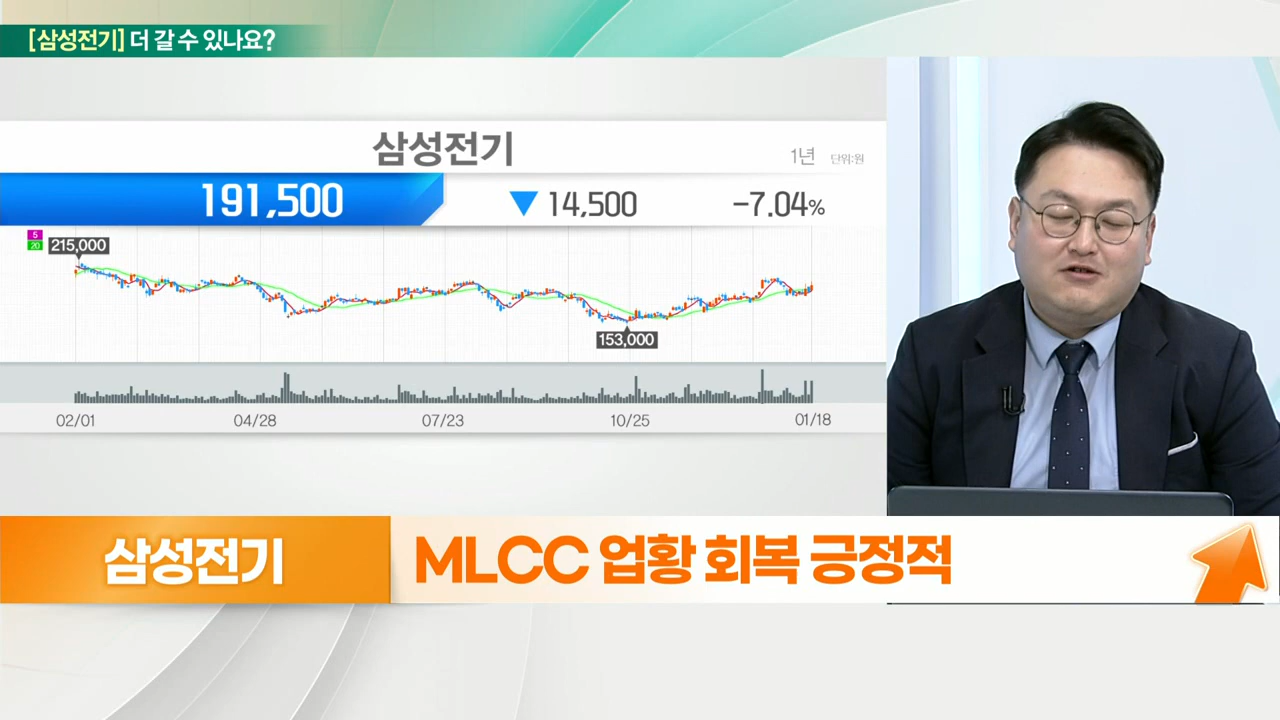 [삼성전기] 더 갈 수 있나요?
삼성전기
1년 단위:원
191,500 ▼ 14,500 -7.04%
5
20
215,000
153,000
02/01 04/28 07/23 10/25 01/18
삼성전기 MLCC 업황 회복 긍정적